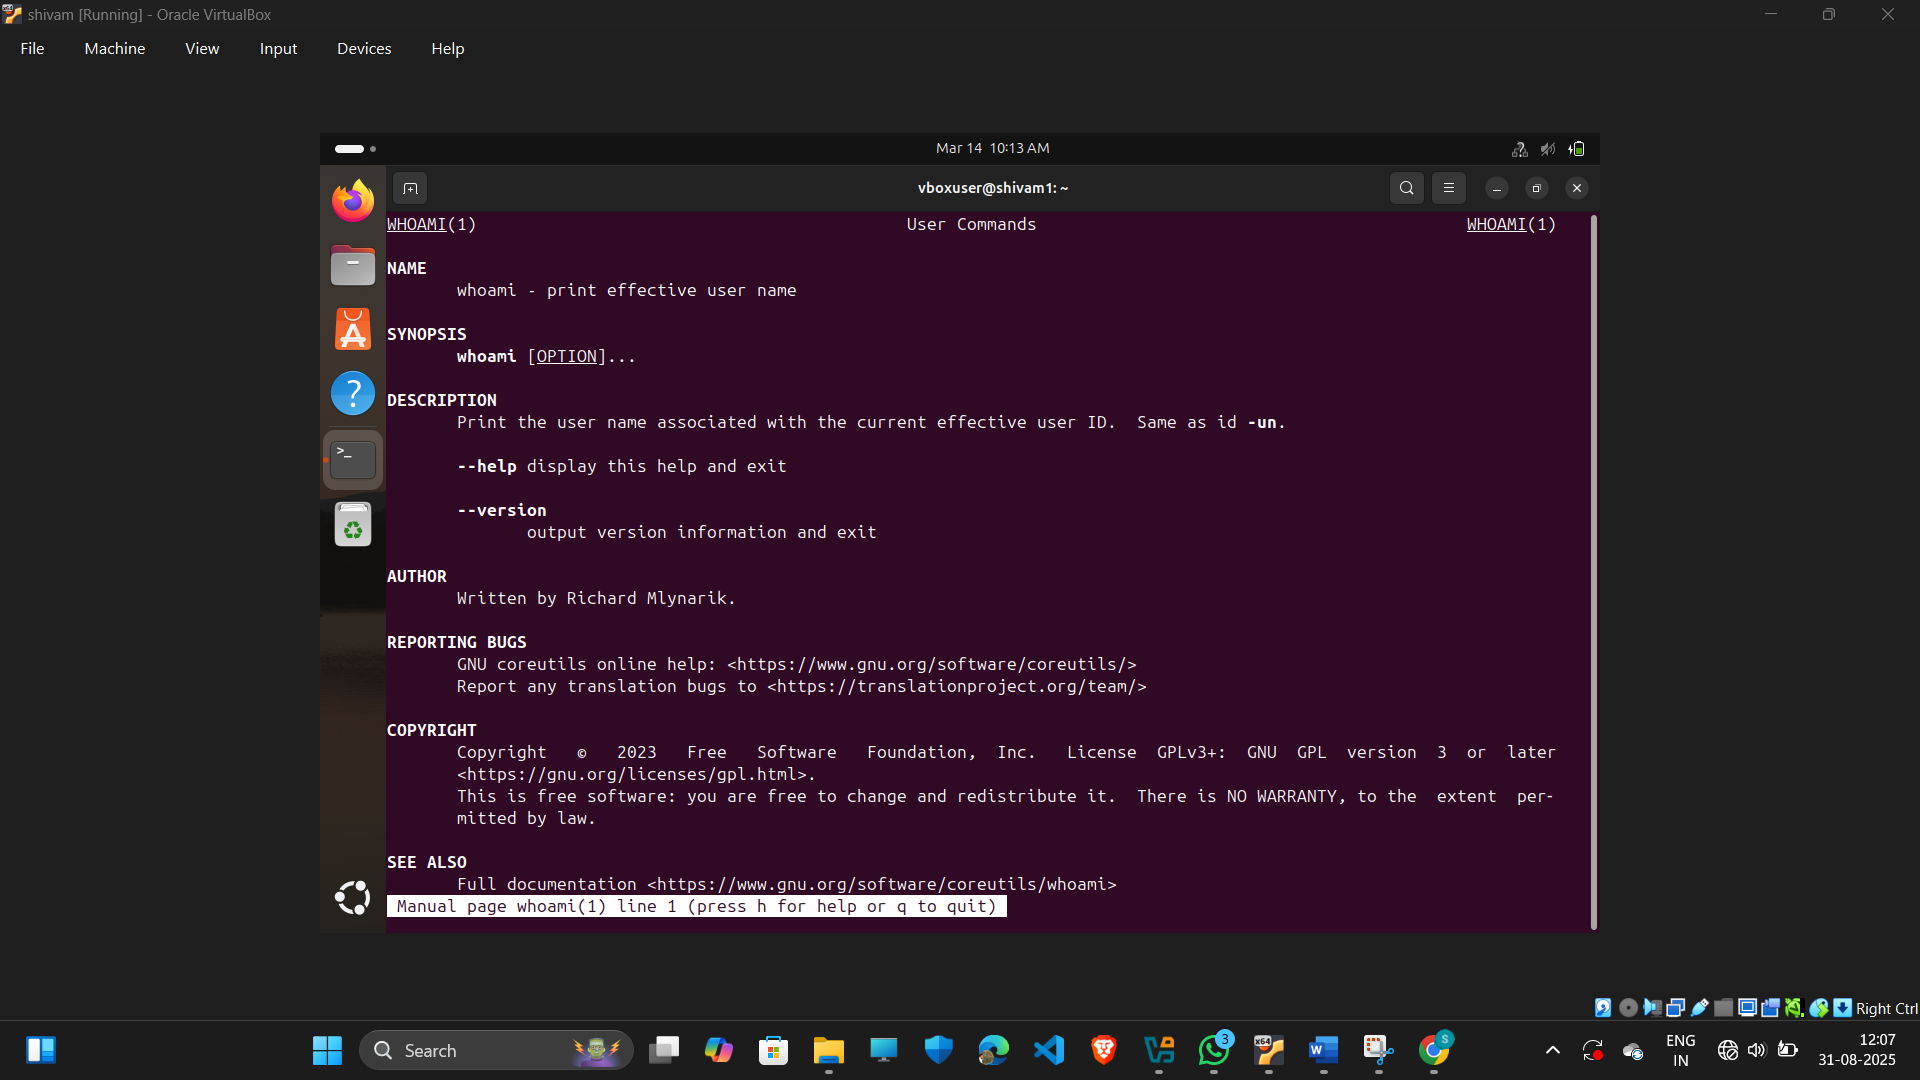 shivam [Running] - Oracle VirtualBox
File Machine View Input Devices Help
Mar 14 10:13 AM
vboxuser@shivam1: ~
WHOAMI(1) User Commands WHOAMI(1)
NAME
whoami - print effective user name
SYNOPSIS
whoami [OPTION]...
DESCRIPTION
Print the user name associated with the current effective user ID. Same as id -un.
--help display this help and exit
--version
output version information and exit
AUTHOR
Written by Richard Mlynarik.
REPORTING BUGS
GNU coreutils online help: <https://www.gnu.org/software/coreutils/>
Report any translation bugs to <https://translationproject.org/team/>
COPYRIGHT
Copyright © 2023 Free Software Foundation, Inc. License GPLv3+: GNU GPL version 3 or later
<https://gnu.org/licenses/gpl.html>.
This is free software: you are free to change and redistribute it. There is NO WARRANTY, to the extent per-
mitted by law.
SEE ALSO
Full documentation <https://www.gnu.org/software/coreutils/whoami>
Manual page whoami(1) line 1 (press h for help or q to quit)
Right Ctrl
Search
3
x64
W
S
ENG
IN
12:07
31-08-2025